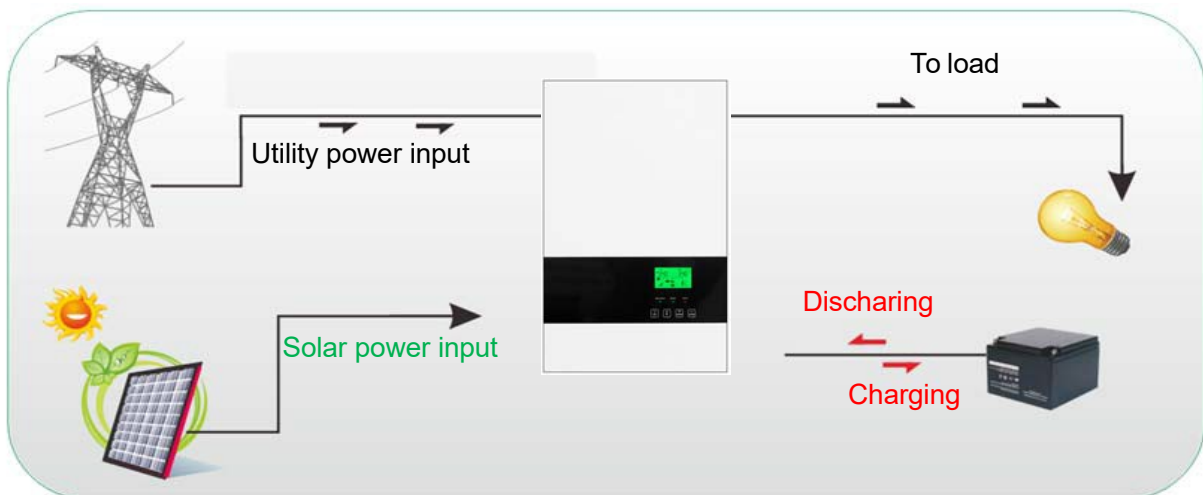 To load
Utility power input
Discharing
Solar power input
Charging